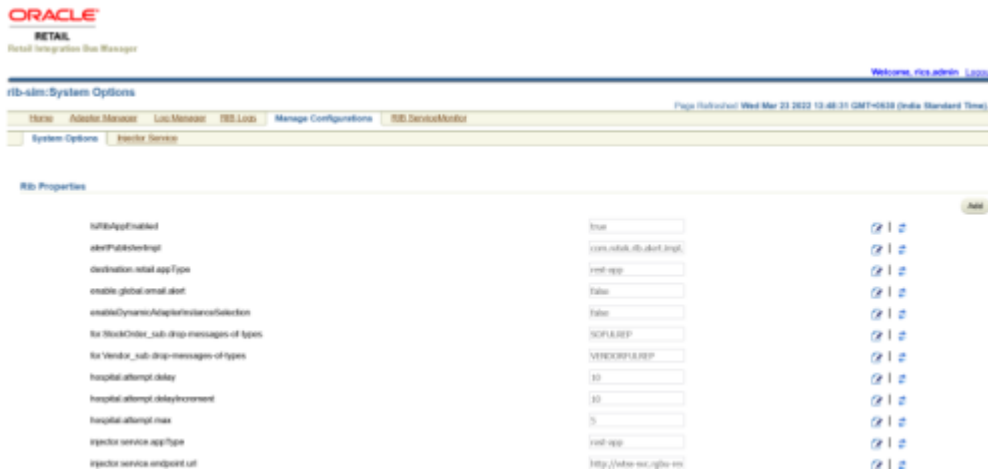 ORACLE
RETAIL
Retail Integration Bus Manager
Welcome, rics.admin Logout
rib-sim:System Options
Page Refreshed Wed Mar 23 2022 13:48:31 GMT+0530 (India Standard Time)
Home Adapter Manager Log Manager RIB Logs Manage Configurations RIB ServiceMonitor
System Options Injector Service
Rib Properties
Add
isRibAppEnabled true
alertPublisherImpl com.retek.rib.alert.impl.
destination.retail.appType rest-app
enable.global.email.alert false
enableDynamicAdapterInstanceSelection false
for.StockOrder_sub.drop-messages-of-types SOFULREP
for.Vendor_sub.drop-messages-of-types VENDORFULREP
hospital.attempt.delay 10
hospital.attempt.delayIncrement 10
hospital.attempt.max 5
injector.service.appType rest-app
injector.service.endpoint.url